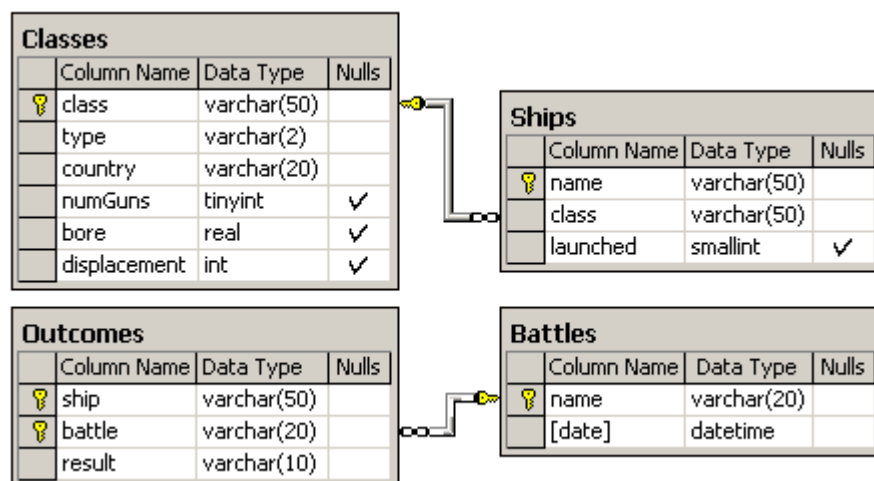 Classes
Column Name Data Type Nulls
class varchar(50)
type varchar(2)
country varchar(20)
numGuns tinyint
bore real
displacement int
Ships
Column Name Data Type Nulls
name varchar(50)
class varchar(50)
launched smallint
Outcomes
Column Name Data Type Nulls
ship varchar(50)
battle varchar(20)
result varchar(10)
Battles
Column Name Data Type Nulls
name varchar(20)
[date] datetime